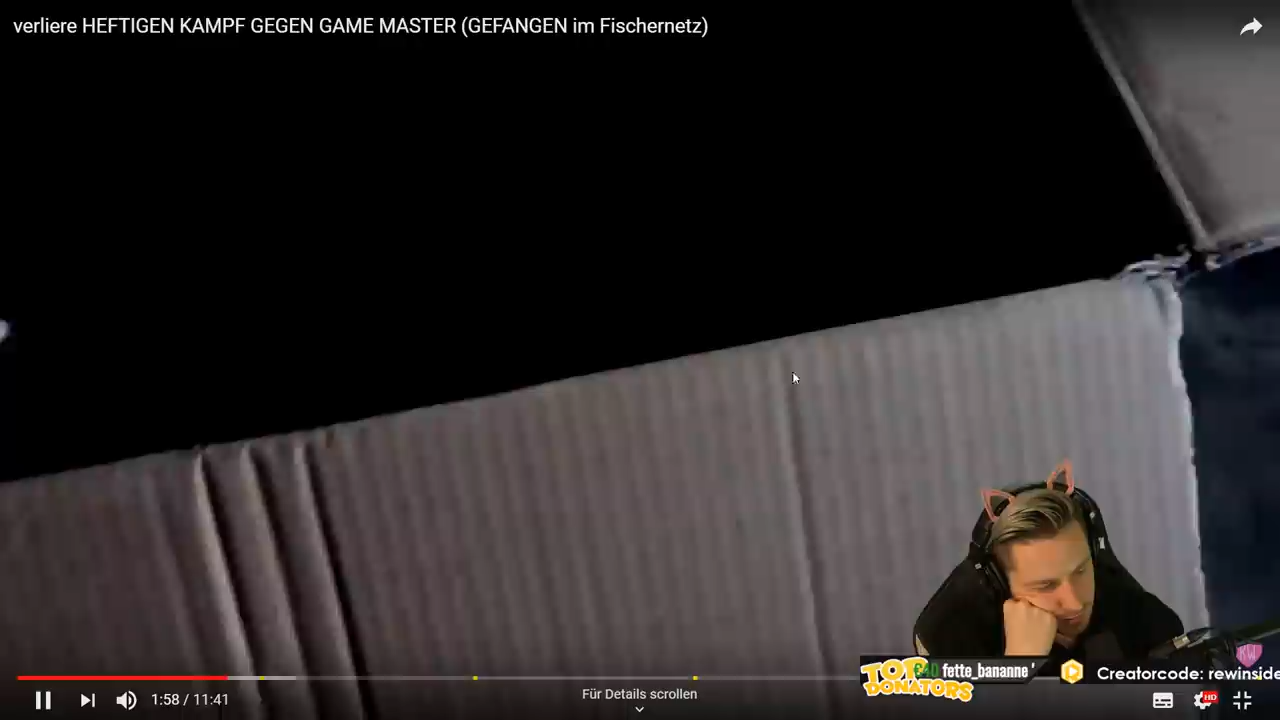 verliere HEFTIGEN KAMPF GEGEN GAME MASTER (GEFANGEN im Fischernetz)
TOP DONATORS
fette_bananne '
Creatorcode: rewinside
1:58 / 11:41
Für Details scrollen
HD